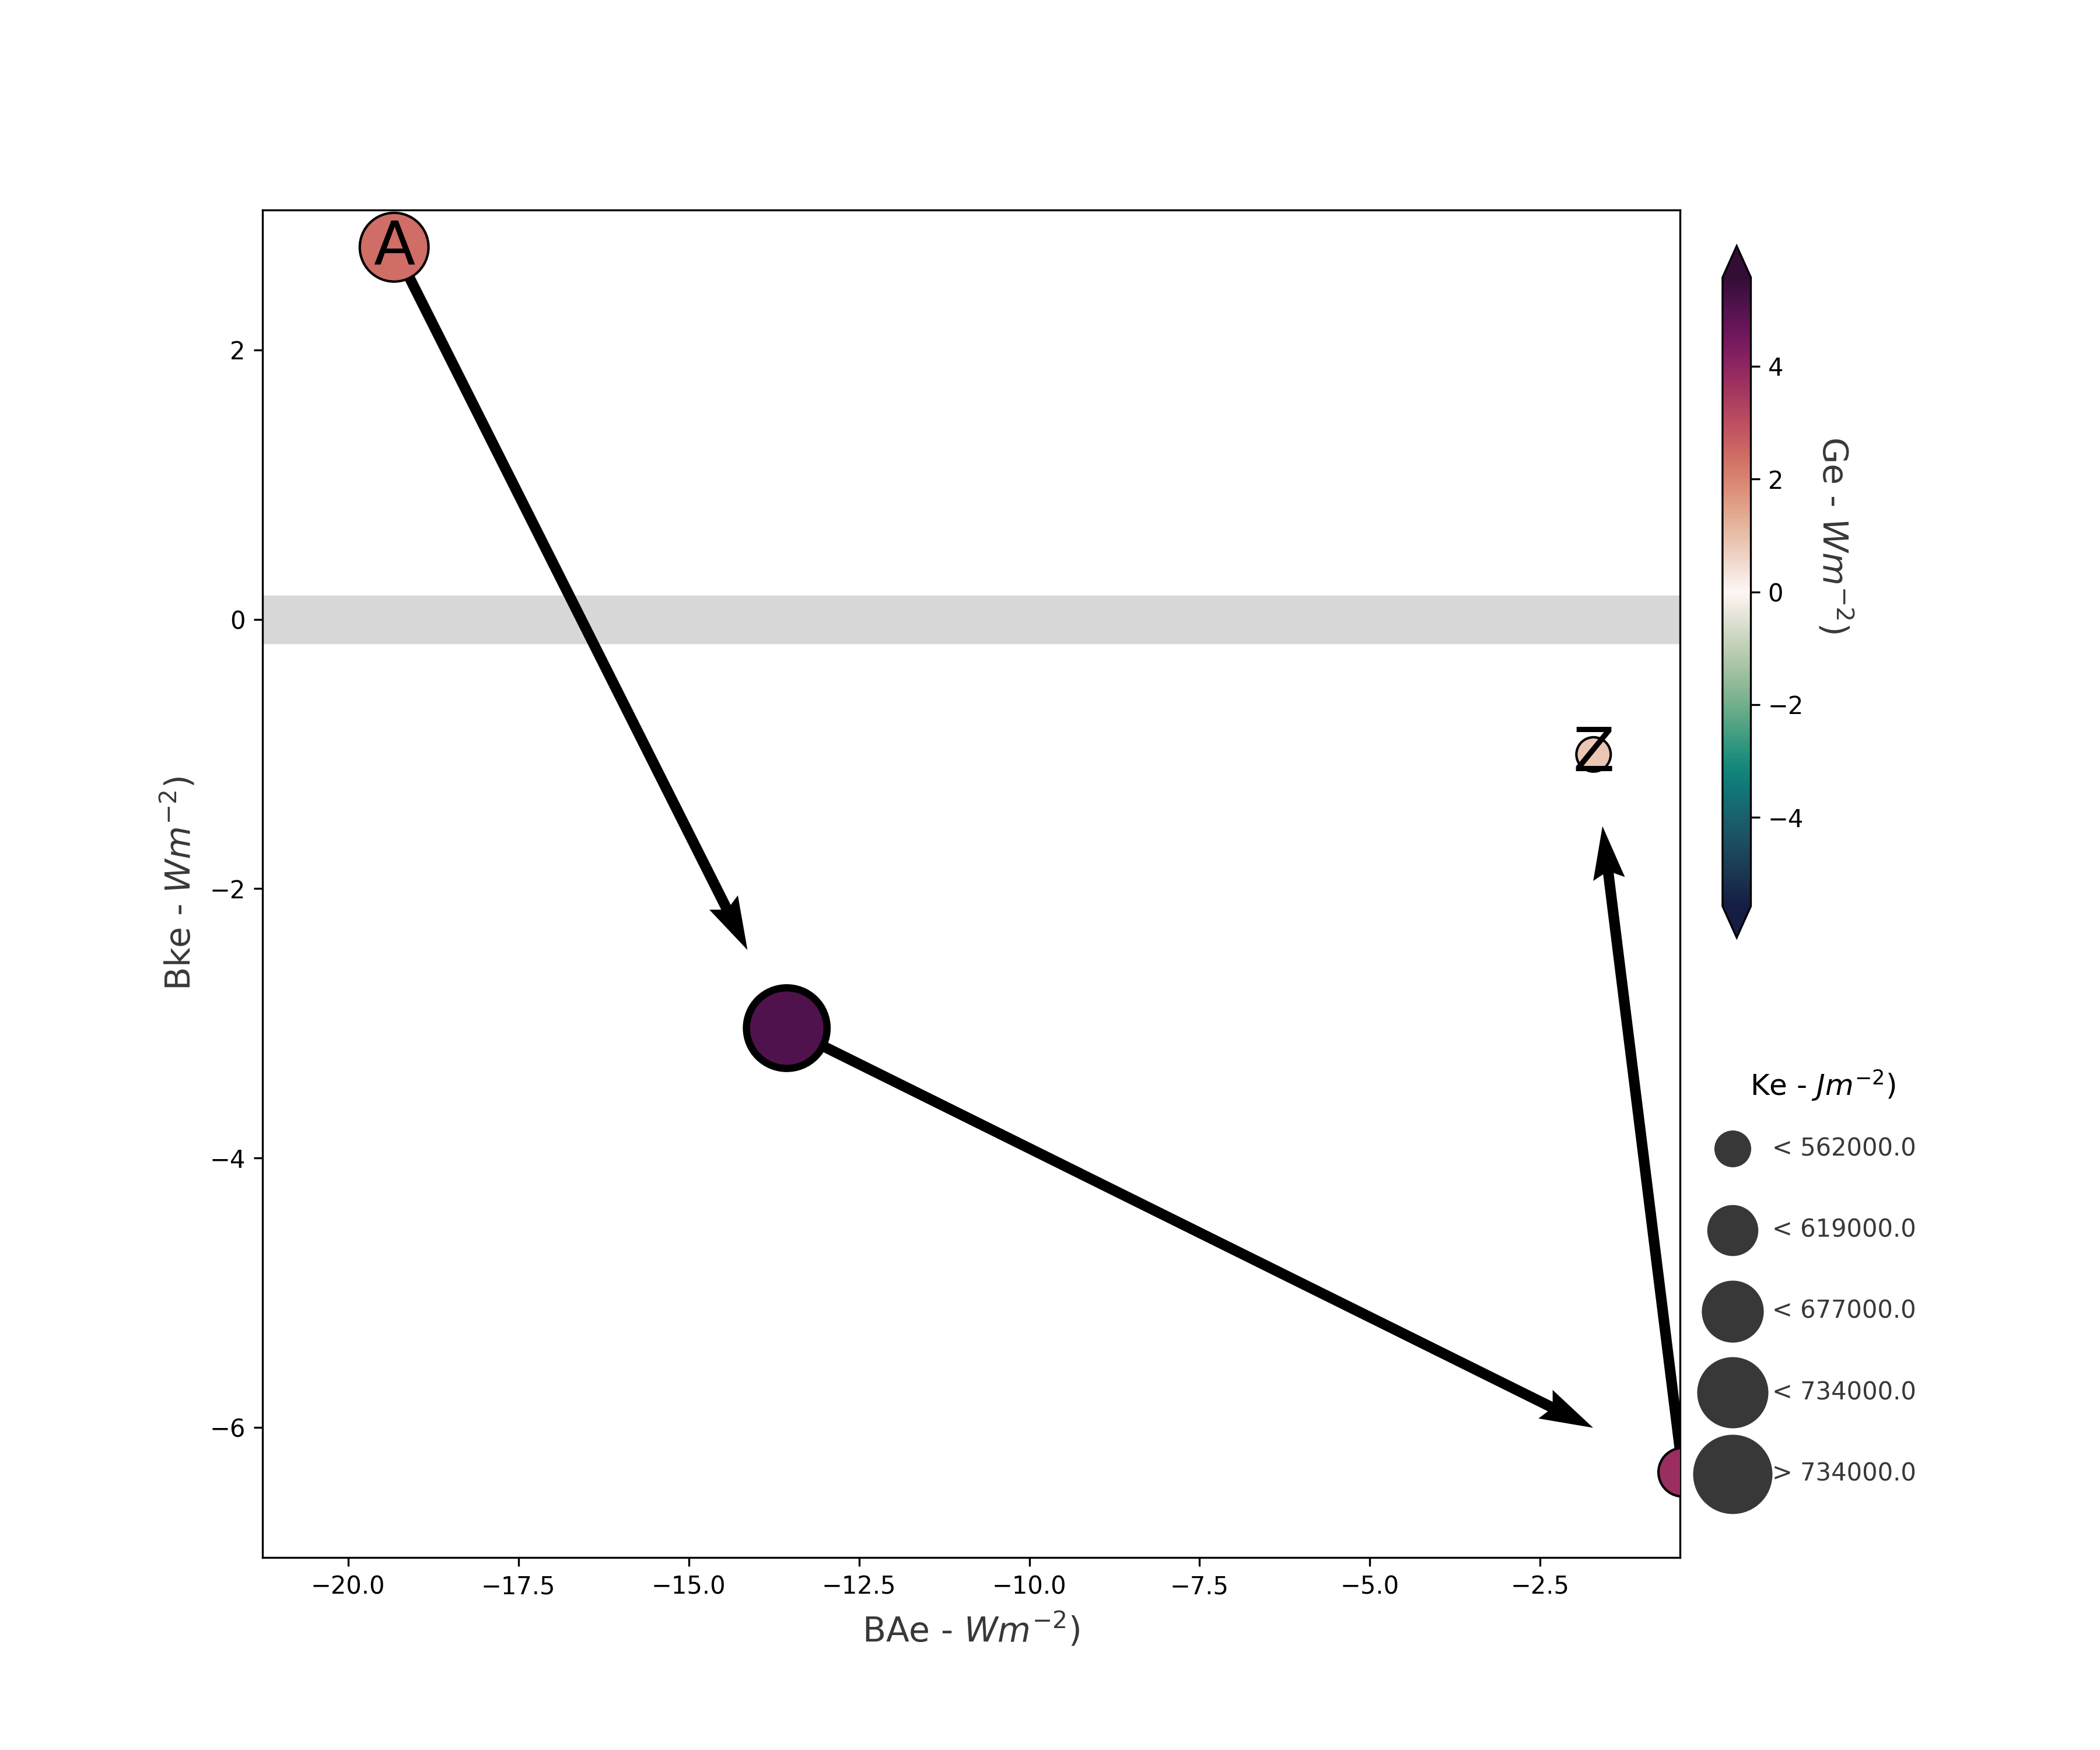 A
Z
2
0
−2
−4
−6
Bke - Wm⁻²)
−20.0 −17.5 −15.0 −12.5 −10.0 −7.5 −5.0 −2.5
BAe - Wm⁻²)
4
2
0
−2
−4
Ge - Wm⁻²)
Ke - Jm⁻²)
< 562000.0
< 619000.0
< 677000.0
< 734000.0
> 734000.0